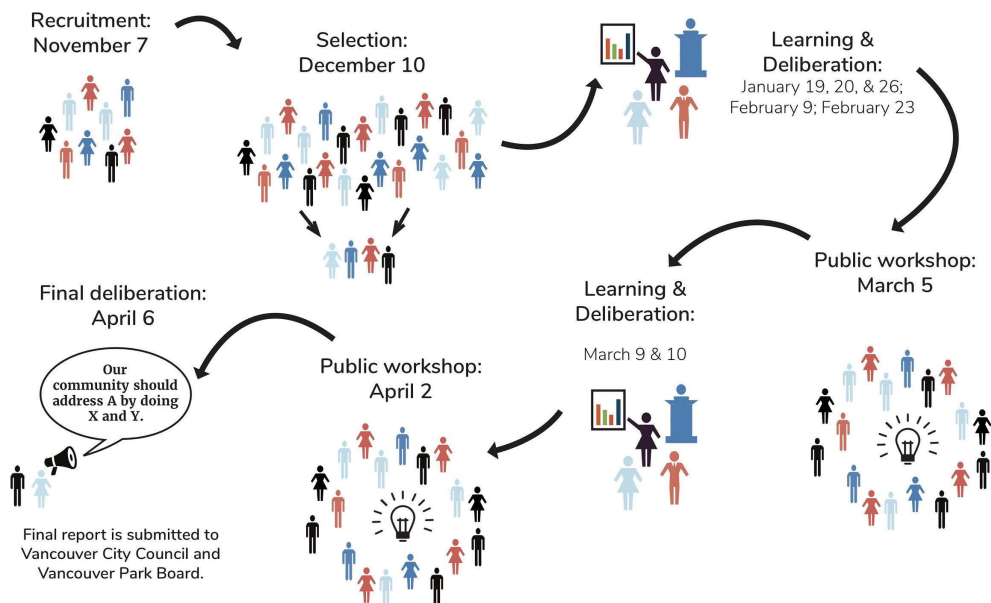 Recruitment:
November 7
Selection:
December 10
Learning &
Deliberation:
January 19, 20, & 26;
February 9; February 23
Public workshop:
March 5
Learning &
Deliberation:
March 9 & 10
Public workshop:
April 2
Final deliberation:
April 6
Our
community should
address A by doing
X and Y.
Final report is submitted to
Vancouver City Council and
Vancouver Park Board.